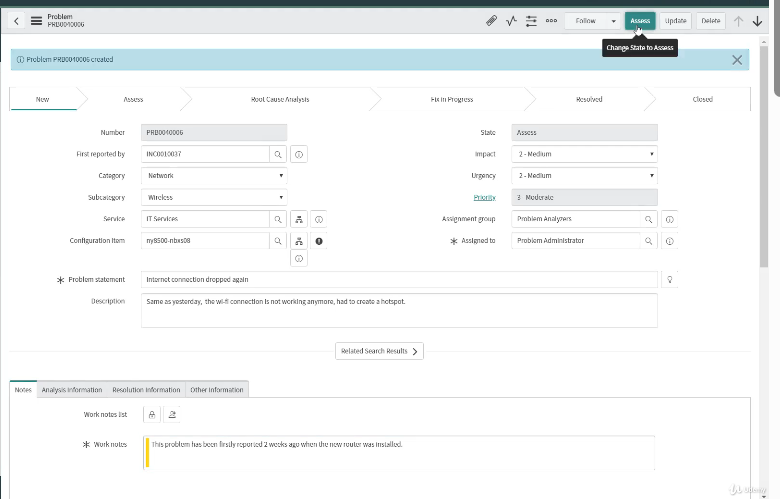 Problem
PRB0040006
Follow
Assess
Update
Delete
Change State to Assess
Problem PRB0040006 created
New
Assess
Root Cause Analysis
Fix in Progress
Resolved
Closed
Number
PRB0040006
State
Assess
First reported by
INC0010037
Impact
2 - Medium
Category
Network
Urgency
2 - Medium
Subcategory
Wireless
Priority
3 - Moderate
Service
IT Services
Assignment group
Problem Analyzers
Configuration item
ny8500-nbxs08
Assigned to
Problem Administrator
Problem statement
Internet connection dropped again
Description
Same as yesterday, the wi-fi connection is not working anymore, had to create a hotspot.
Related Search Results
Notes
Analysis Information
Resolution Information
Other Information
Work notes list
Work notes
This problem has been firstly reported 2 weeks ago when the new router was installed.
Udemy